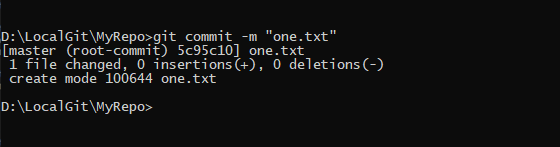 D:\LocalGit\MyRepo>git commit -m "one.txt"
[master (root-commit) 5c95c10] one.txt
 1 file changed, 0 insertions(+), 0 deletions(-)
 create mode 100644 one.txt
D:\LocalGit\MyRepo>